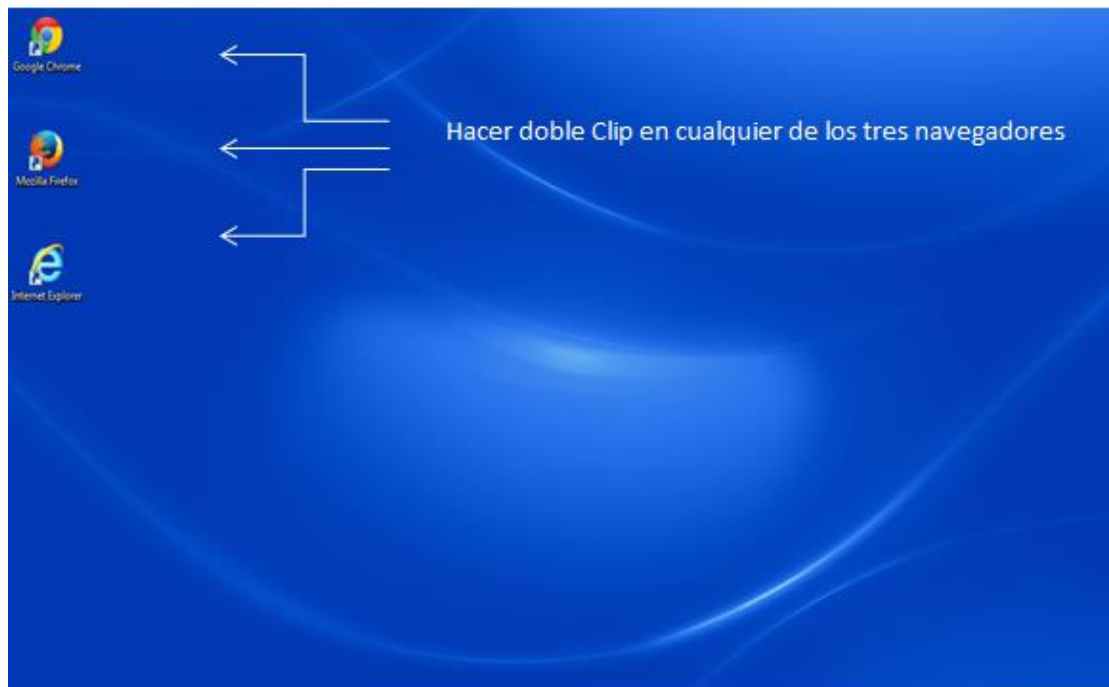 Google Chrome
Hacer doble Clip en cualquier de los tres navegadores
Mozilla Firefox
Internet Explorer